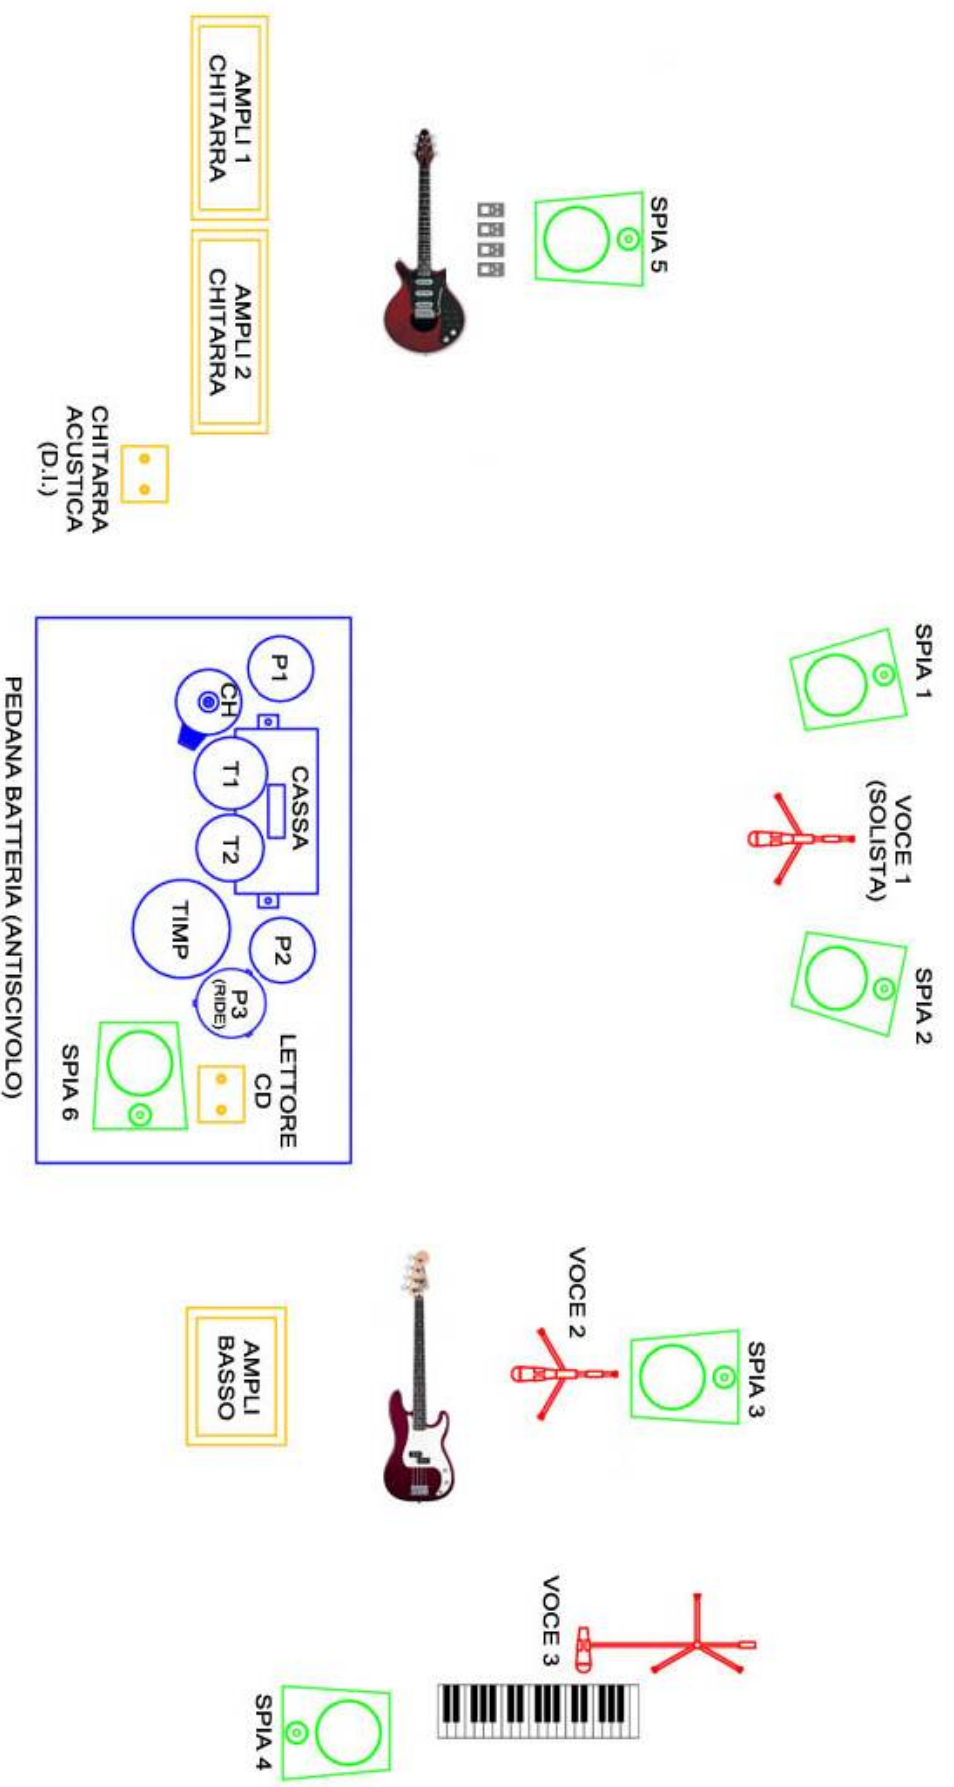 SPIA 1
VOCE 1
(SOLISTA)
SPIA 2
SPIA 5
SPIA 3
VOCE 2
VOCE 3
AMPLI 1
CHITARRA
AMPLI 2
CHITARRA
CHITARRA
ACUSTICA
(D.I.)
P1
CH
CASSA
T1
T2
TIMP
P2
P3
(RIDE)
LETTORE
CD
SPIA 6
AMPLI
BASSO
SPIA 4
PEDANA BATTERIA (ANTISCIVOLO)